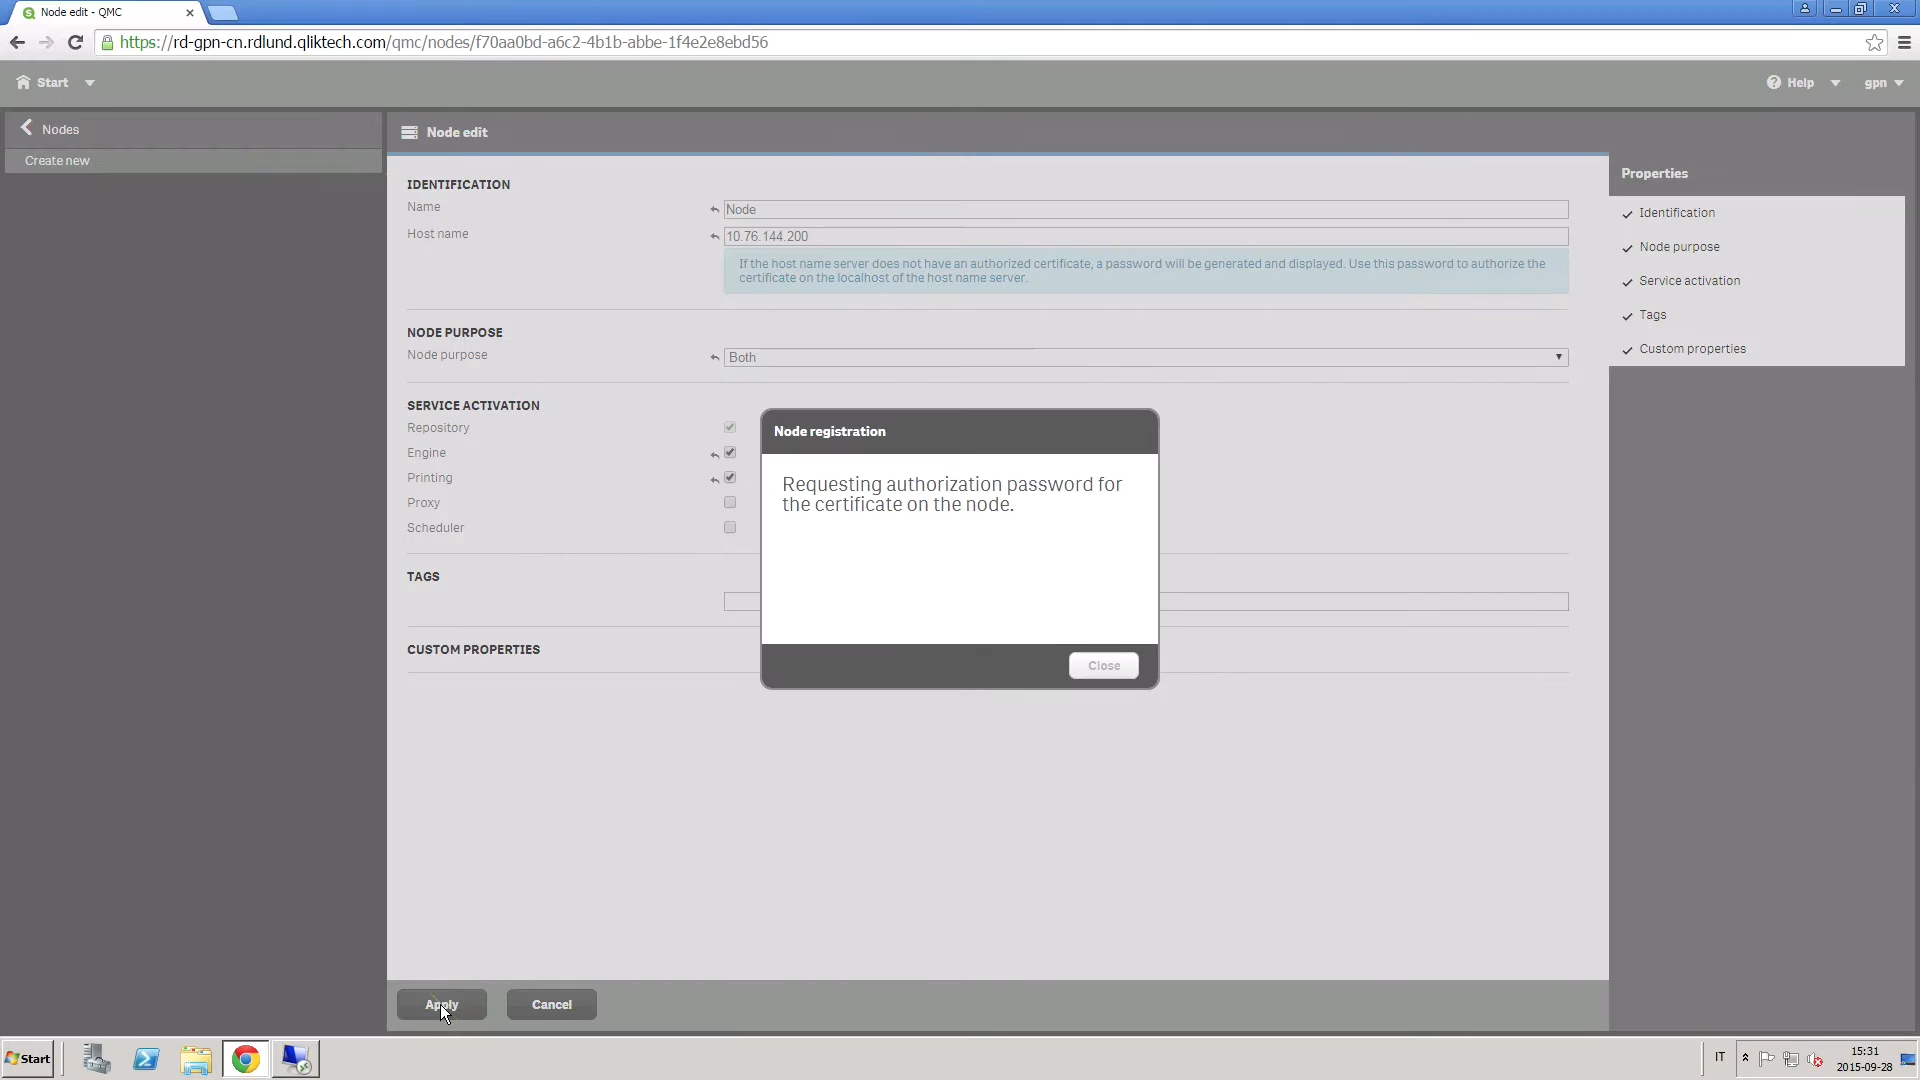 Node edit - QMC
https://rd-gpn-cn.rdlund.qliktech.com/qmc/nodes/f70aa0bd-a6c2-4b1b-abbe-1f4e2e8ebd56
Start
Help
gpn
Nodes
Create new
Node edit
IDENTIFICATION
Name
Node
Host name
10.76.144.200
If the host name server does not have an authorized certificate, a password will be generated and displayed. Use this password to authorize the
certificate on the localhost of the host name server.
NODE PURPOSE
Node purpose
Both
SERVICE ACTIVATION
Repository
Engine
Printing
Proxy
Scheduler
TAGS
CUSTOM PROPERTIES
Node registration
Requesting authorization password for
the certificate on the node.
Close
Properties
Identification
Node purpose
Service activation
Tags
Custom properties
Apply
Cancel
Start
IT
15:31
2015-09-28